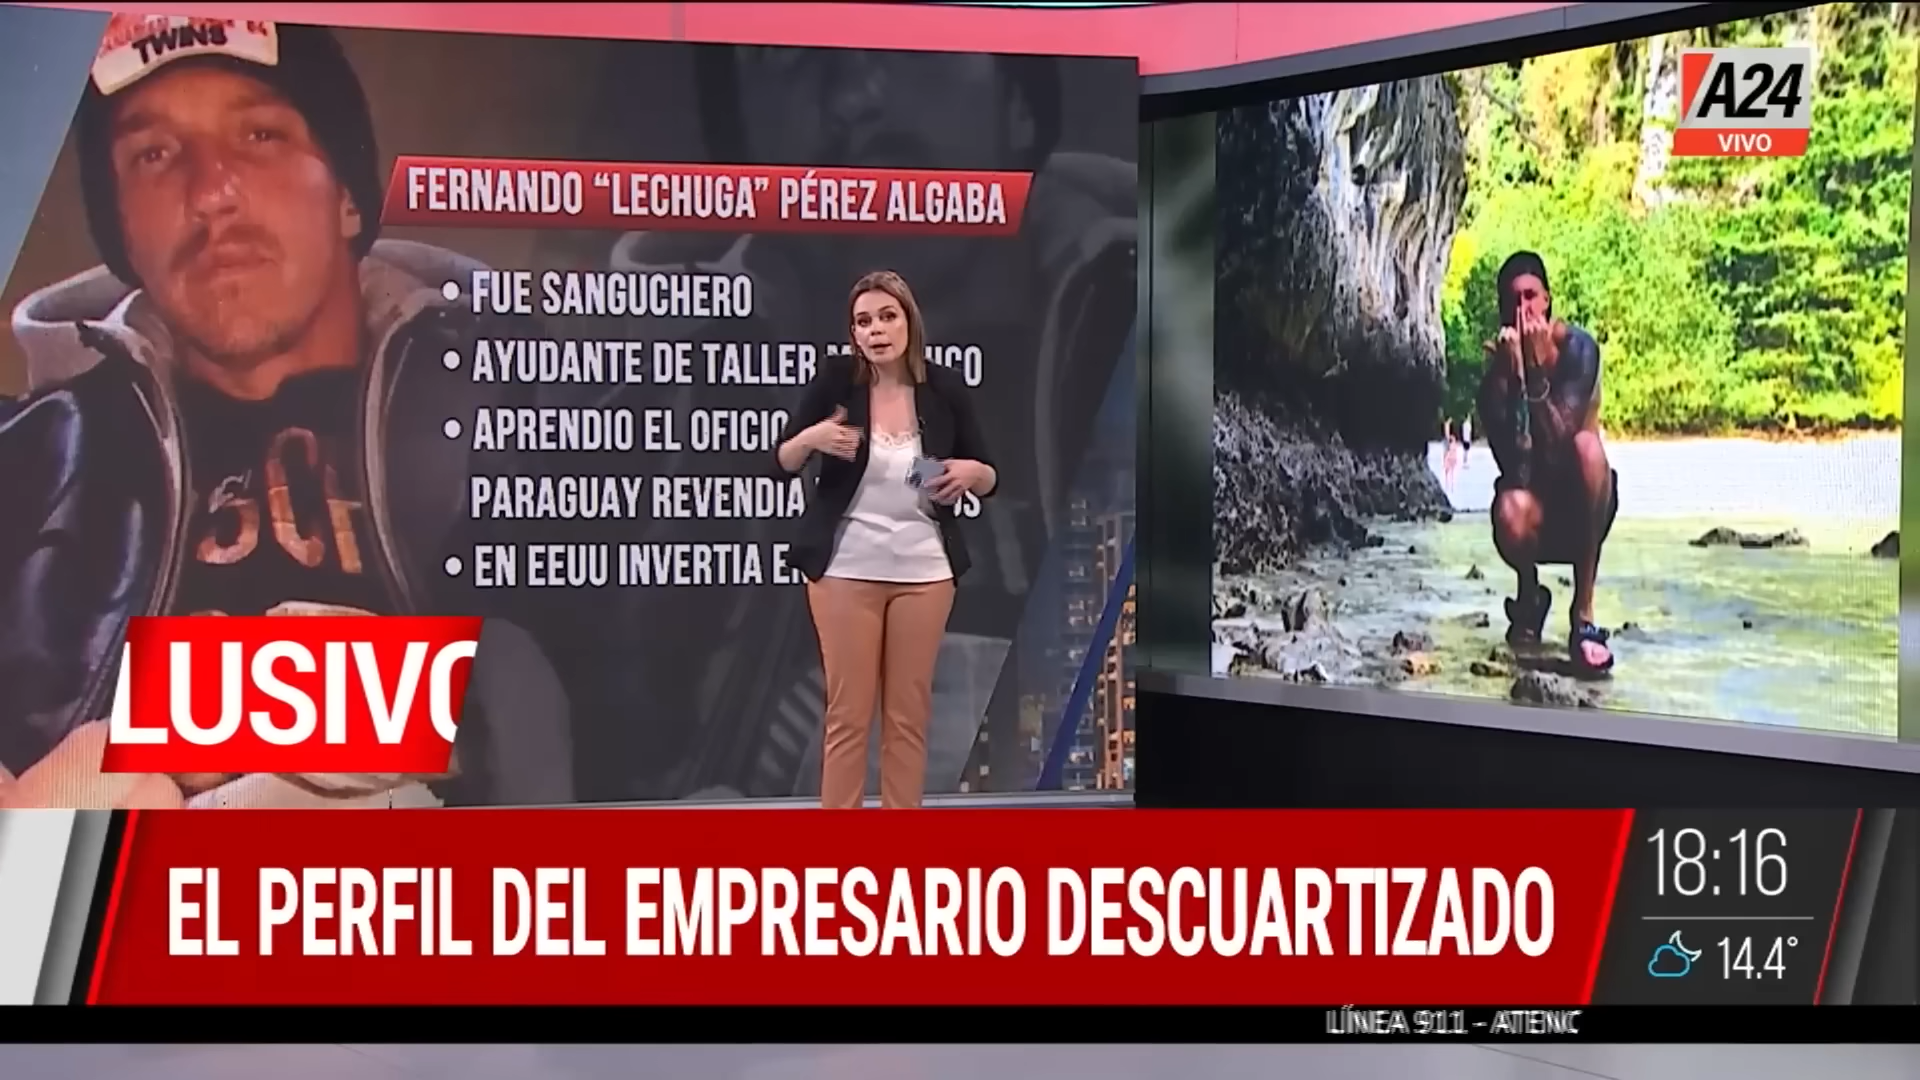 TWINS
A24
VIVO
FERNANDO “LECHUGA” PÉREZ ALGABA
• FUE SANGUCHERO
• AYUDANTE DE TALLER
• APRENDIO EL OFICIO
PARAGUAY REVENDIA
• EN EEUU INVERTIA
LUSIVO
EL PERFIL DEL EMPRESARIO DESCUARTIZADO
18:16
14.4°
LÍNEA 911 - ATENC